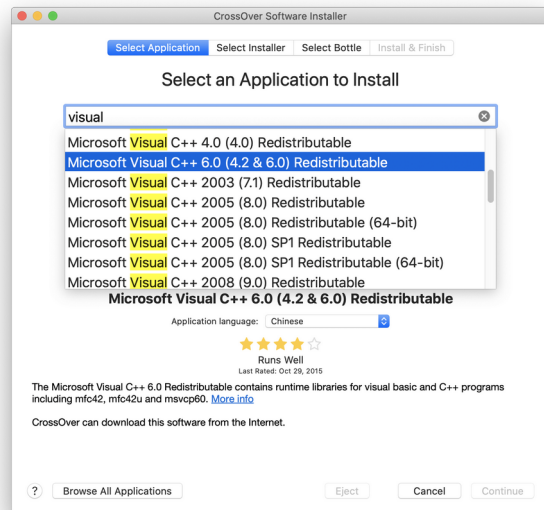 CrossOver Software Installer
Select Application Select Installer Select Bottle Install & Finish
Select an Application to Install
visual
Microsoft Visual C++ 4.0 (4.0) Redistributable
Microsoft Visual C++ 6.0 (4.2 & 6.0) Redistributable
Microsoft Visual C++ 2003 (7.1) Redistributable
Microsoft Visual C++ 2005 (8.0) Redistributable
Microsoft Visual C++ 2005 (8.0) Redistributable (64-bit)
Microsoft Visual C++ 2005 (8.0) SP1 Redistributable
Microsoft Visual C++ 2005 (8.0) SP1 Redistributable (64-bit)
Microsoft Visual C++ 2008 (9.0) Redistributable
Microsoft Visual C++ 6.0 (4.2 & 6.0) Redistributable
Application language: Chinese
Runs Well
Last Rated: Oct 29, 2015
The Microsoft Visual C++ 6.0 Redistributable contains runtime libraries for visual basic and C++ programs
including mfc42, mfc42u and msvcp60. More info
CrossOver can download this software from the Internet.
? Browse All Applications Eject Cancel Continue